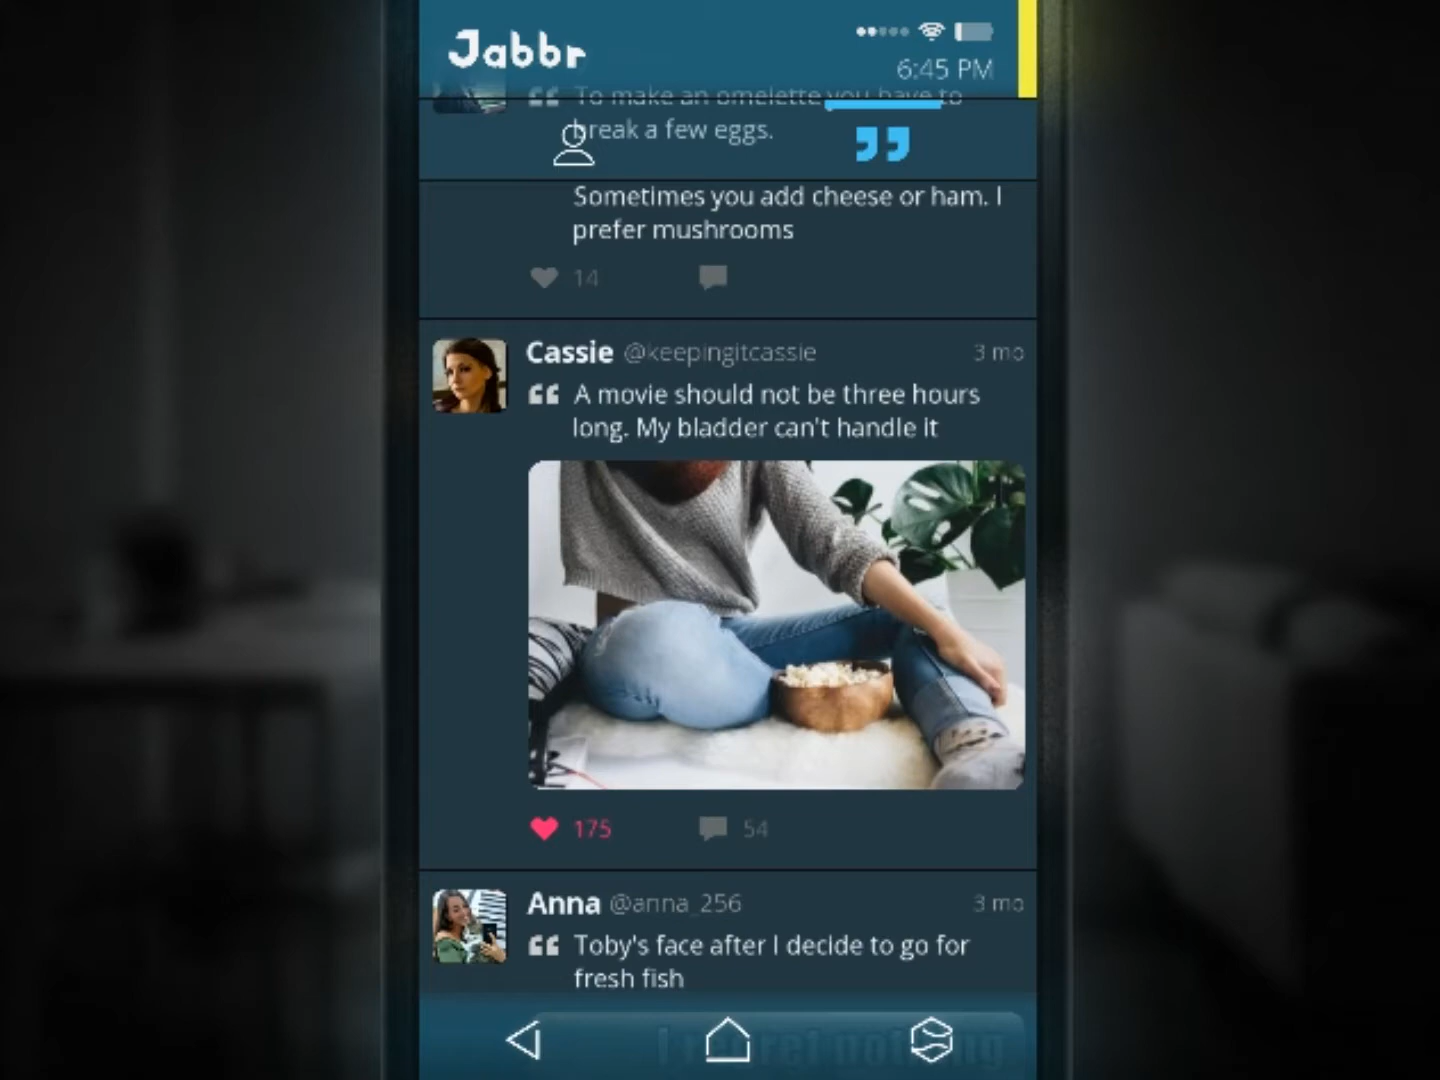 Jabbr
6:45 PM
To make an omelette you have to
break a few eggs.
Sometimes you add cheese or ham. I
prefer mushrooms
14
Cassie @keepingitcassie 3 mo
A movie should not be three hours
long. My bladder can't handle it
175 54
Anna @anna_256 3 mo
Toby's face after I decide to go for
fresh fish
I regret nothing